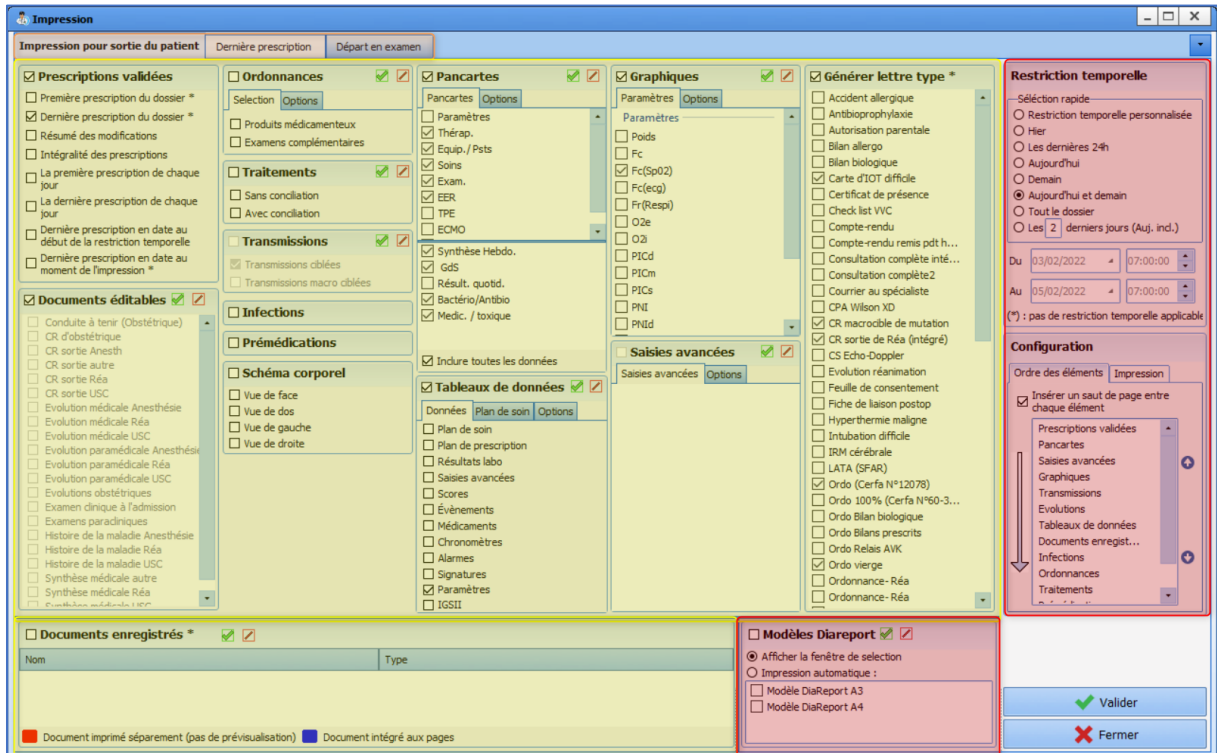 Impression
Impression pour sortie du patient
Dernière prescription
Départ en examen
Prescriptions validées
Première prescription du dossier *
Dernière prescription du dossier *
Résumé des modifications
Intégralité des prescriptions
La première prescription de chaque
jour
La dernière prescription de chaque
jour
Dernière prescription en date au
début de la restriction temporelle
Dernière prescription en date au
moment de l'impression *
Documents éditables
Conduite à tenir (Obstétrique)
CR d'obstétrique
CR sortie Anesth
CR sortie autre
CR sortie Réa
CR sortie USC
Evolution médicale Anesthésie
Evolution médicale Réa
Evolution médicale USC
Evolution paramédicale Anesthési
Evolution paramédicale Réa
Evolution paramédicale USC
Evolutions obstétriques
Examen clinique à l'admission
Examens paracliniques
Histoire de la maladie Anesthésie
Histoire de la maladie Réa
Histoire de la maladie USC
Synthèse médicale autre
Synthèse médicale Réa
Synthèse médicale USC
Ordonnances
Selection
Options
Produits médicamenteux
Examens complémentaires
Traitements
Sans conciliation
Avec conciliation
Transmissions
Transmissions ciblées
Transmissions macro ciblées
Infections
Prémédications
Schéma corporel
Vue de face
Vue de dos
Vue de gauche
Vue de droite
Pancartes
Pancartes
Options
Paramètres
Thérap.
Equip./ Psts
Soins
Exam.
EER
TPE
ECMO
Synthèse Hebdo.
GdS
Résult. quotid.
Bactério/Antibio
Medic. / toxique
Inclure toutes les données
Tableaux de données
Données
Plan de soin
Options
Plan de soin
Plan de prescription
Résultats labo
Saisies avancées
Scores
Évènements
Médicaments
Chronomètres
Alarmes
Signatures
Paramètres
IGSII
Graphiques
Paramètres
Options
Paramètres
Poids
Fc
Fc(Sp02)
Fc(ecg)
Fr(Respi)
O2e
O2i
PICd
PICm
PICs
PNI
PNId
Saisies avancées
Saisies avancées
Options
Générer lettre type *
Accident allergique
Antibioprophylaxie
Autorisation parentale
Bilan allergo
Bilan biologique
Carte d'IOT difficile
Certificat de présence
Check list VVC
Compte-rendu
Compte-rendu remis pdt h...
Consultation complète inté...
Consultation complète2
Courrier au spécialiste
CPA Wilson XD
CR macrocible de mutation
CR sortie de Réa (intégré)
CS Echo-Doppler
Evolution réanimation
Feuille de consentement
Fiche de liaison postop
Hyperthermie maligne
Intubation difficile
IRM cérébrale
LATA (SFAR)
Ordo (Cerfa N°12078)
Ordo 100% (Cerfa N°60-3...
Ordo Bilan biologique
Ordo Bilans prescrits
Ordo Relais AVK
Ordo vierge
Ordonnance- Réa
Ordonnance- Réa
Restriction temporelle
Séléction rapide
Restriction temporelle personnalisée
Hier
Les dernières 24h
Aujourd'hui
Demain
Aujourd'hui et demain
Tout le dossier
Les 2 derniers jours (Auj. incl.)
Du 03/02/2022 07:00:00
Au 05/02/2022 07:00:00
(*) : pas de restriction temporelle applicable
Configuration
Ordre des éléments
Impression
Insérer un saut de page entre
chaque élément
Prescriptions validées
Pancartes
Saisies avancées
Graphiques
Transmissions
Evolutions
Tableaux de données
Documents enregist...
Infections
Ordonnances
Traitements
Documents enregistrés *
Nom
Type
Document imprimé séparement (pas de prévisualisation)
Document intégré aux pages
Modèles Diareport
Afficher la fenêtre de selection
Impression automatique :
Modèle DiaReport A3
Modèle DiaReport A4
Valider
Fermer